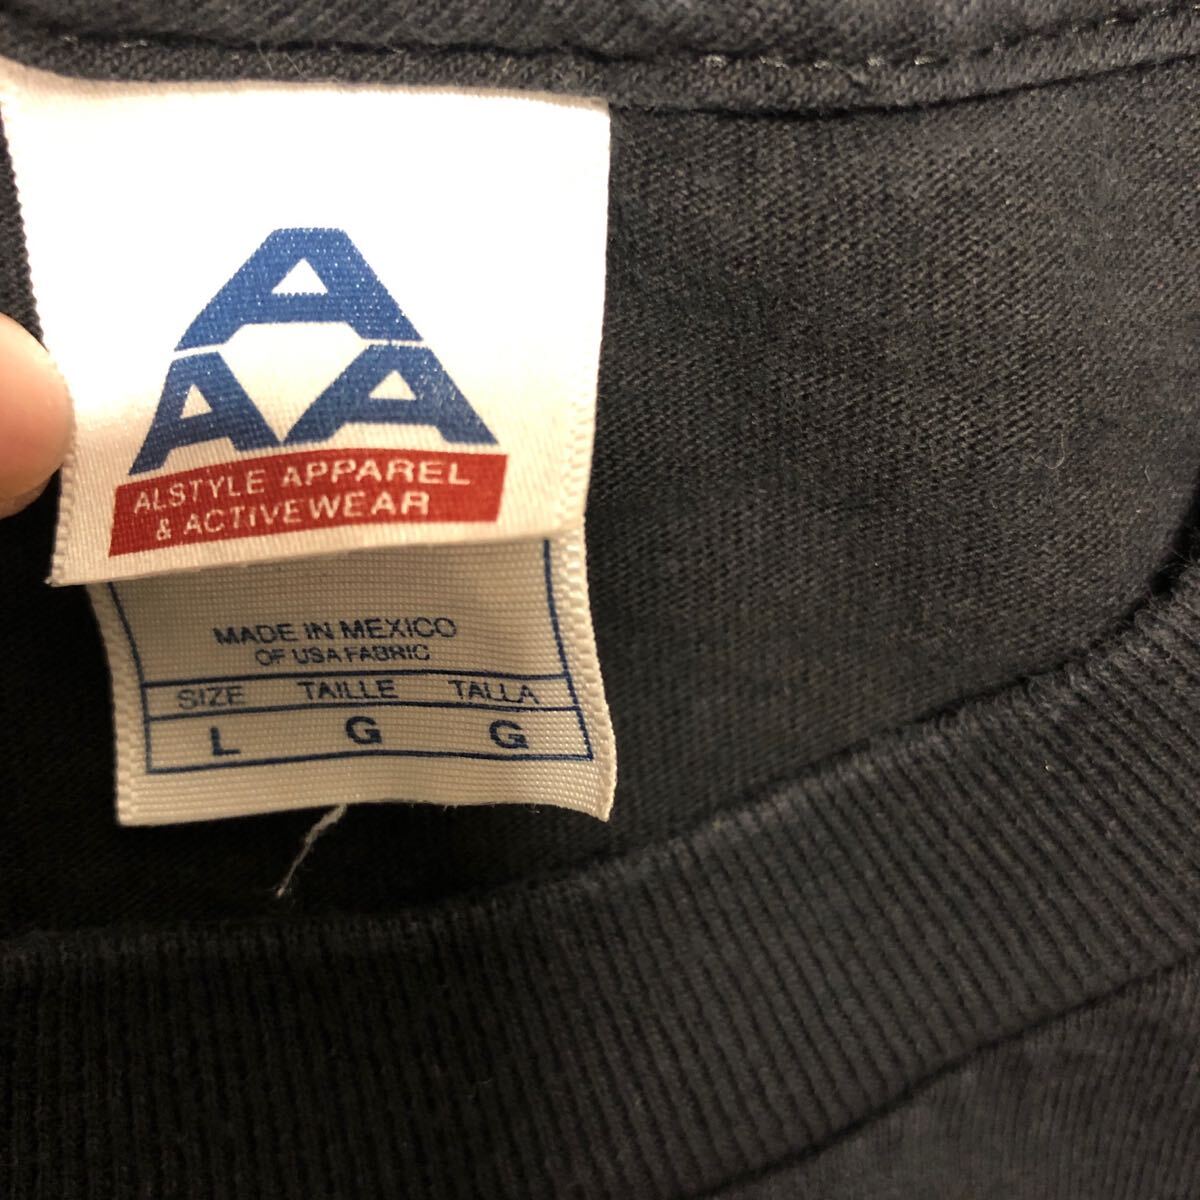 A
AA
ALSTYLE APPAREL
& ACTIVEWEAR
MADE IN MEXICO
OF USA FABRIC
SIZE TAILLE TALLA
L G G